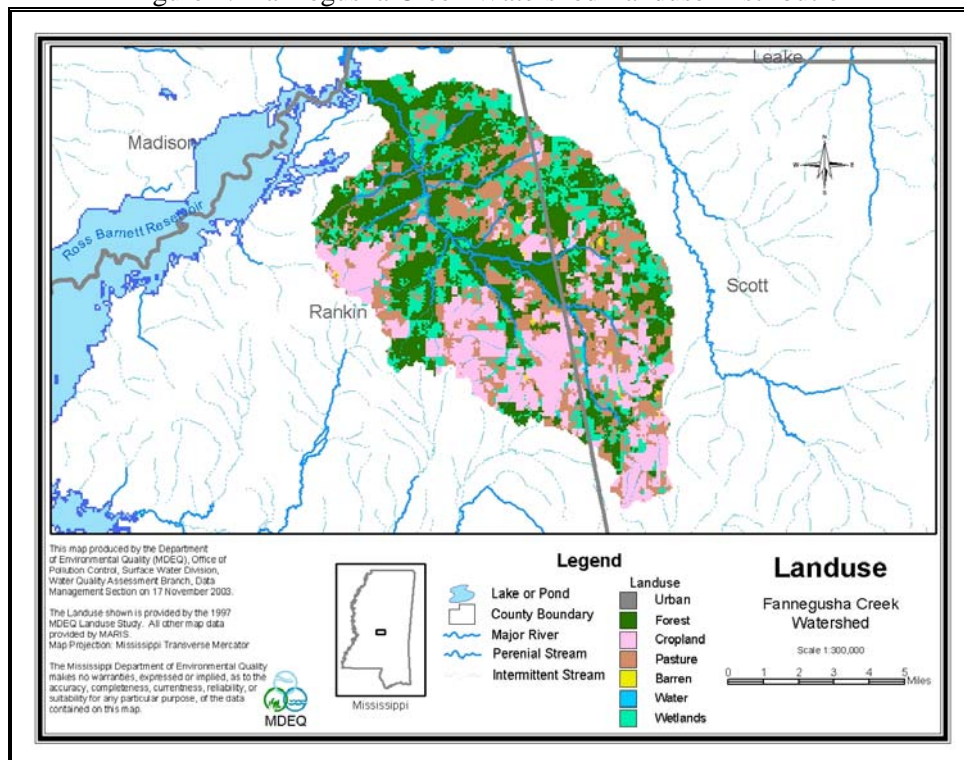 Leake
Madison
Ross Barnett Reservoir
Scott
Rankin
N
W
E
S
This map produced by the Department
of Environmental Quality (MDEQ), Office of
Pollution Control, Surface Water Division,
Water Quality Assessment Branch, Data
Management Section on 17 November 2003.
The Landuse shown is provided by the 1997
MDEQ Landuse Study. All other map data
provided by MARIS.
Map Projection: Mississippi Transverse Mercator
The Mississippi Department of Environmental Quality
makes no warranties, expressed or implied, as to the
accuracy, completeness, currentness, reliability, or
suitability for any particular purpose, of the data
contained on this map.
MDEQ
Mississippi
Legend
Lake or Pond
County Boundary
Major River
Perenial Stream
Intermittent Stream
Landuse
Urban
Forest
Cropland
Pasture
Barren
Water
Wetlands
Landuse
Fannegusha Creek
Watershed
Scale 1:300,000
0 1 2 3 4 5 Miles